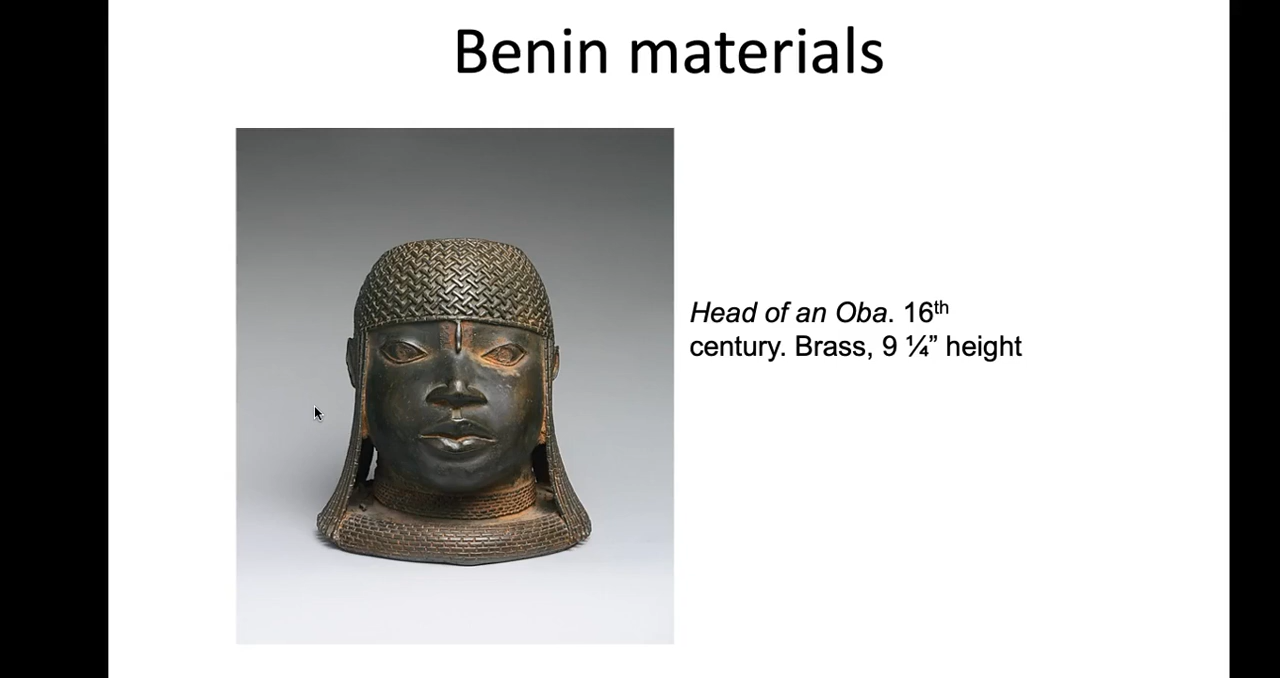 Benin materials
Head of an Oba. 16th
century. Brass, 9 ¼” height